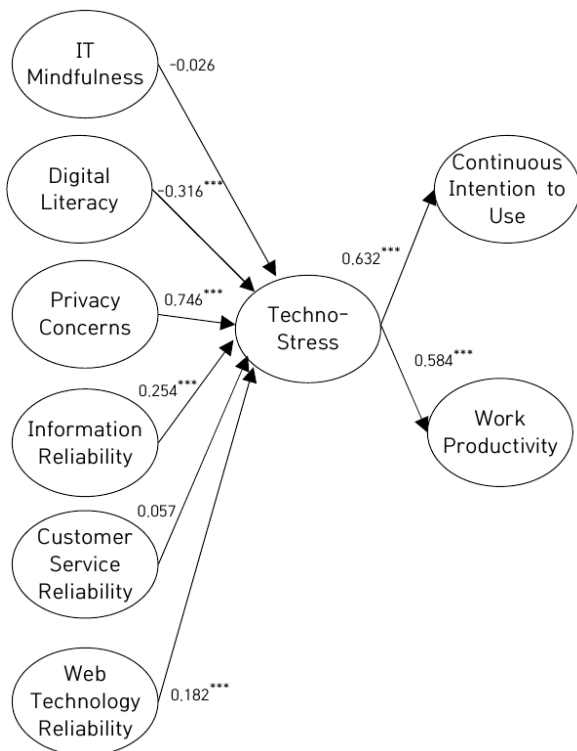 IT
Mindfulness
-0.026
Digital
Literacy
-0.316***
Continuous
Intention to
Use
0.632***
Privacy
Concerns
0.746***
Techno-
Stress
0.584***
Information
Reliability
0.254***
Work
Productivity
0.057
Customer
Service
Reliability
Web
Technology
Reliability
0.182***